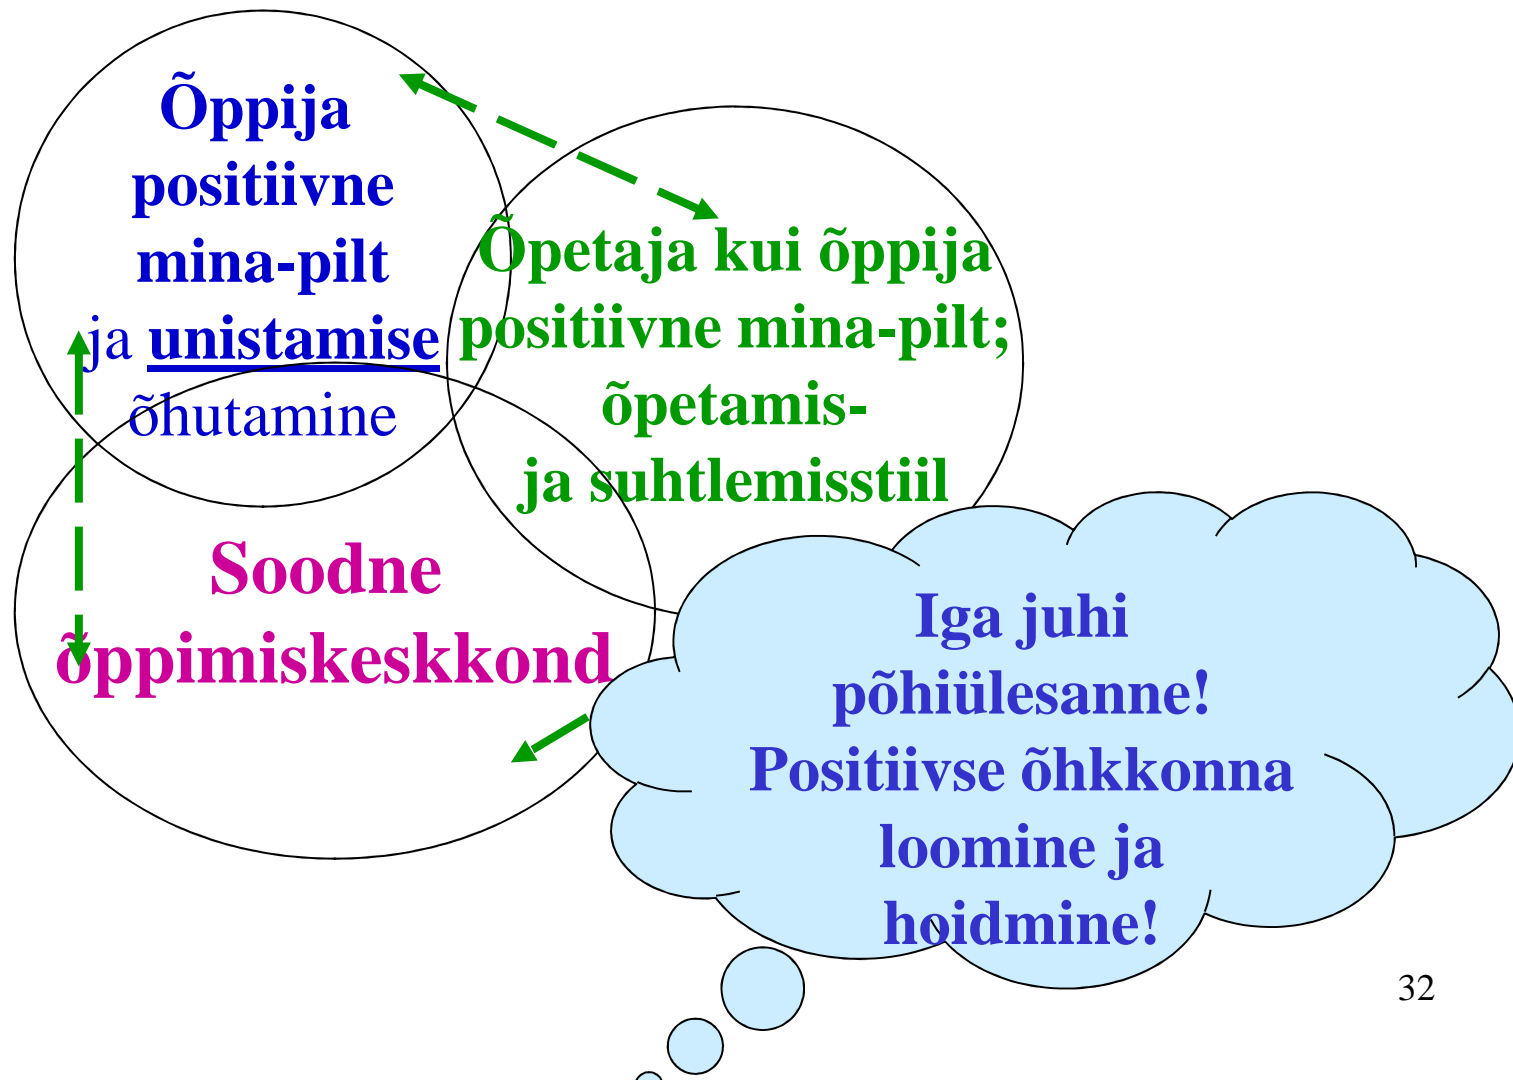 Õppija
positiivne
mina-pilt
ja unistamise
õhutamine
Õpetaja kui õppija
positiivne mina-pilt;
õpetamis-
ja suhtlemisstiil
Soodne
õppimiskeskkond
Iga juhi
põhiülesanne!
Positiivse õhkkonna
loomine ja
hoidmine!
32